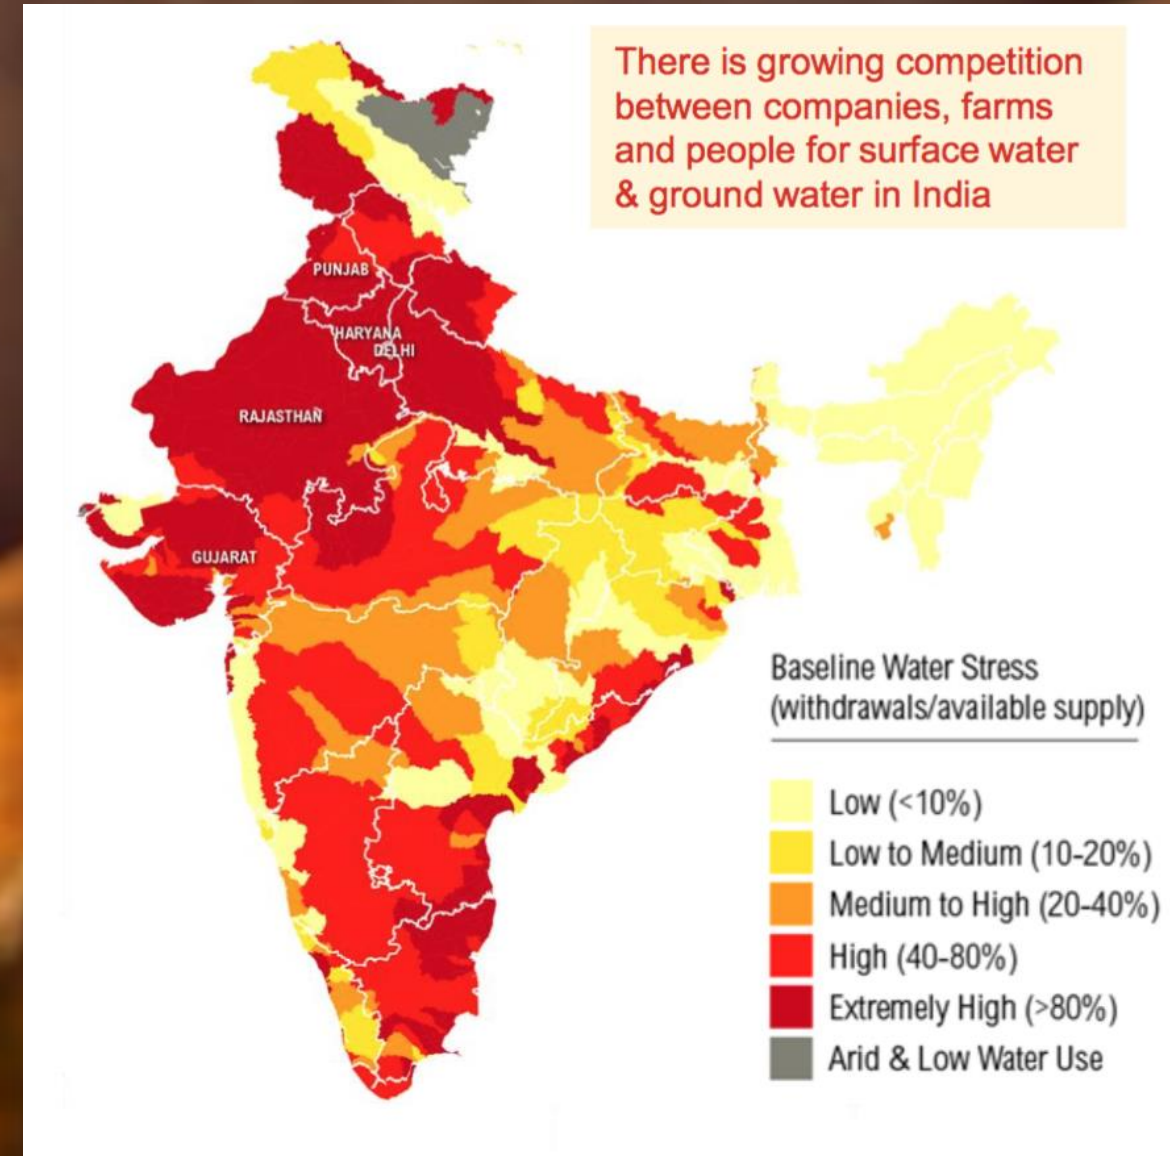 There is growing competition
between companies, farms
and people for surface water
& ground water in India
PUNJAB
HARYANA
DELHI
RAJASTHAN
GUJARAT
Baseline Water Stress
(withdrawals/available supply)
Low (<10%)
Low to Medium (10-20%)
Medium to High (20-40%)
High (40-80%)
Extremely High (>80%)
Arid & Low Water Use